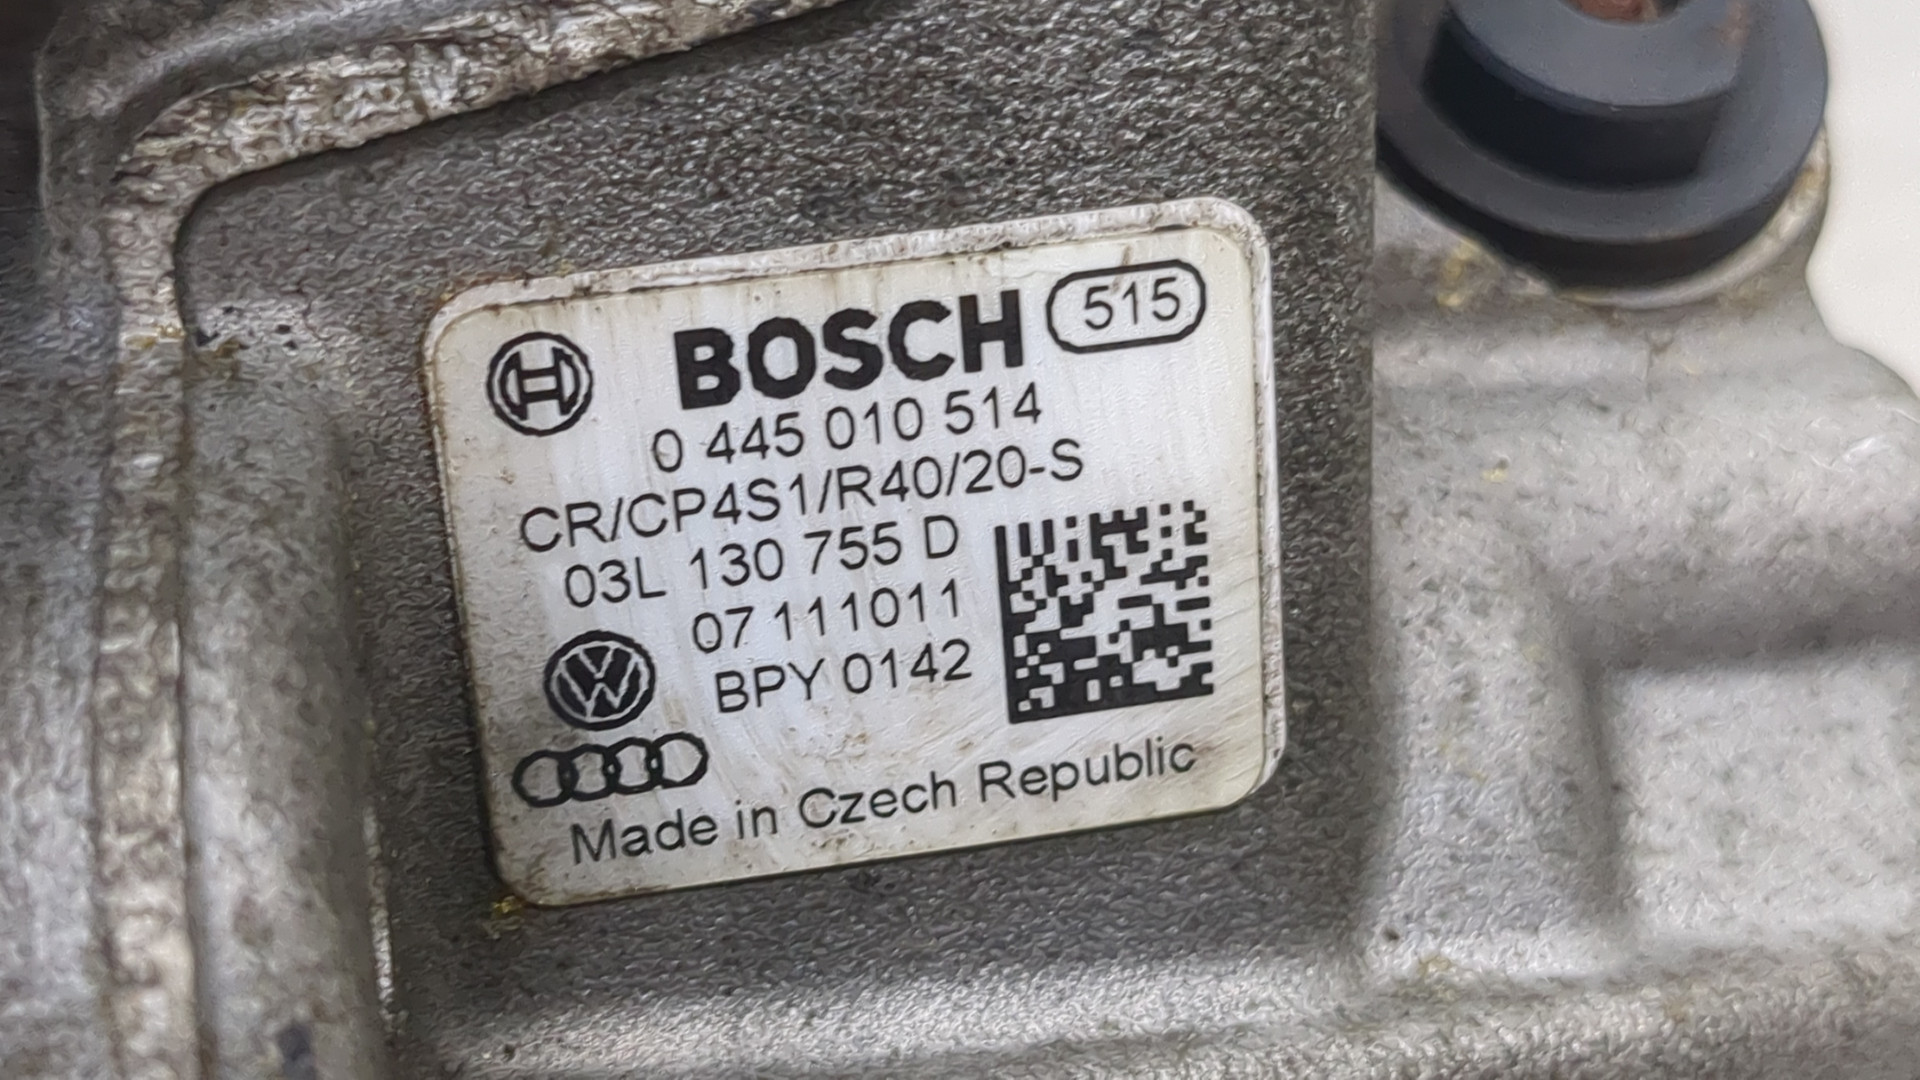 BOSCH 515
0 445 010 514
CR/CP4S1/R40/20-S
03L 130 755 D
07 111011
BPY 0142
Made in Czech Republic